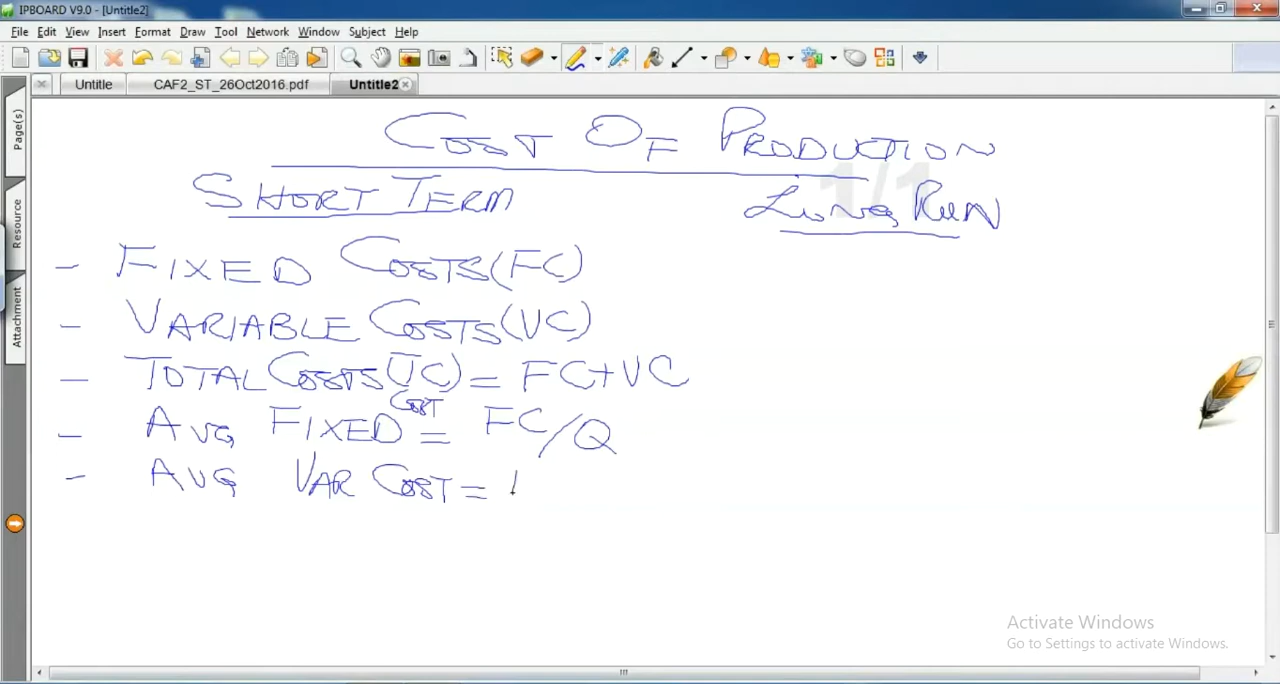 IPBOARD V9.0 - [Untitle2]
File Edit View Insert Format Draw Tool Network Window Subject Help
Untitle CAF2_ST_26Oct2016.pdf Untitle2
Page(s)
Resource
Attachment
COST OF PRODUCTION
1/1
SHORT TERM LONG RUN
- FIXED COSTS (FC)
- VARIABLE COSTS (VC)
- TOTAL COSTS (TC) = FC+VC
- AVG FIXED COST = FC/Q
- AVG VAR COST =
Activate Windows
Go to Settings to activate Windows.